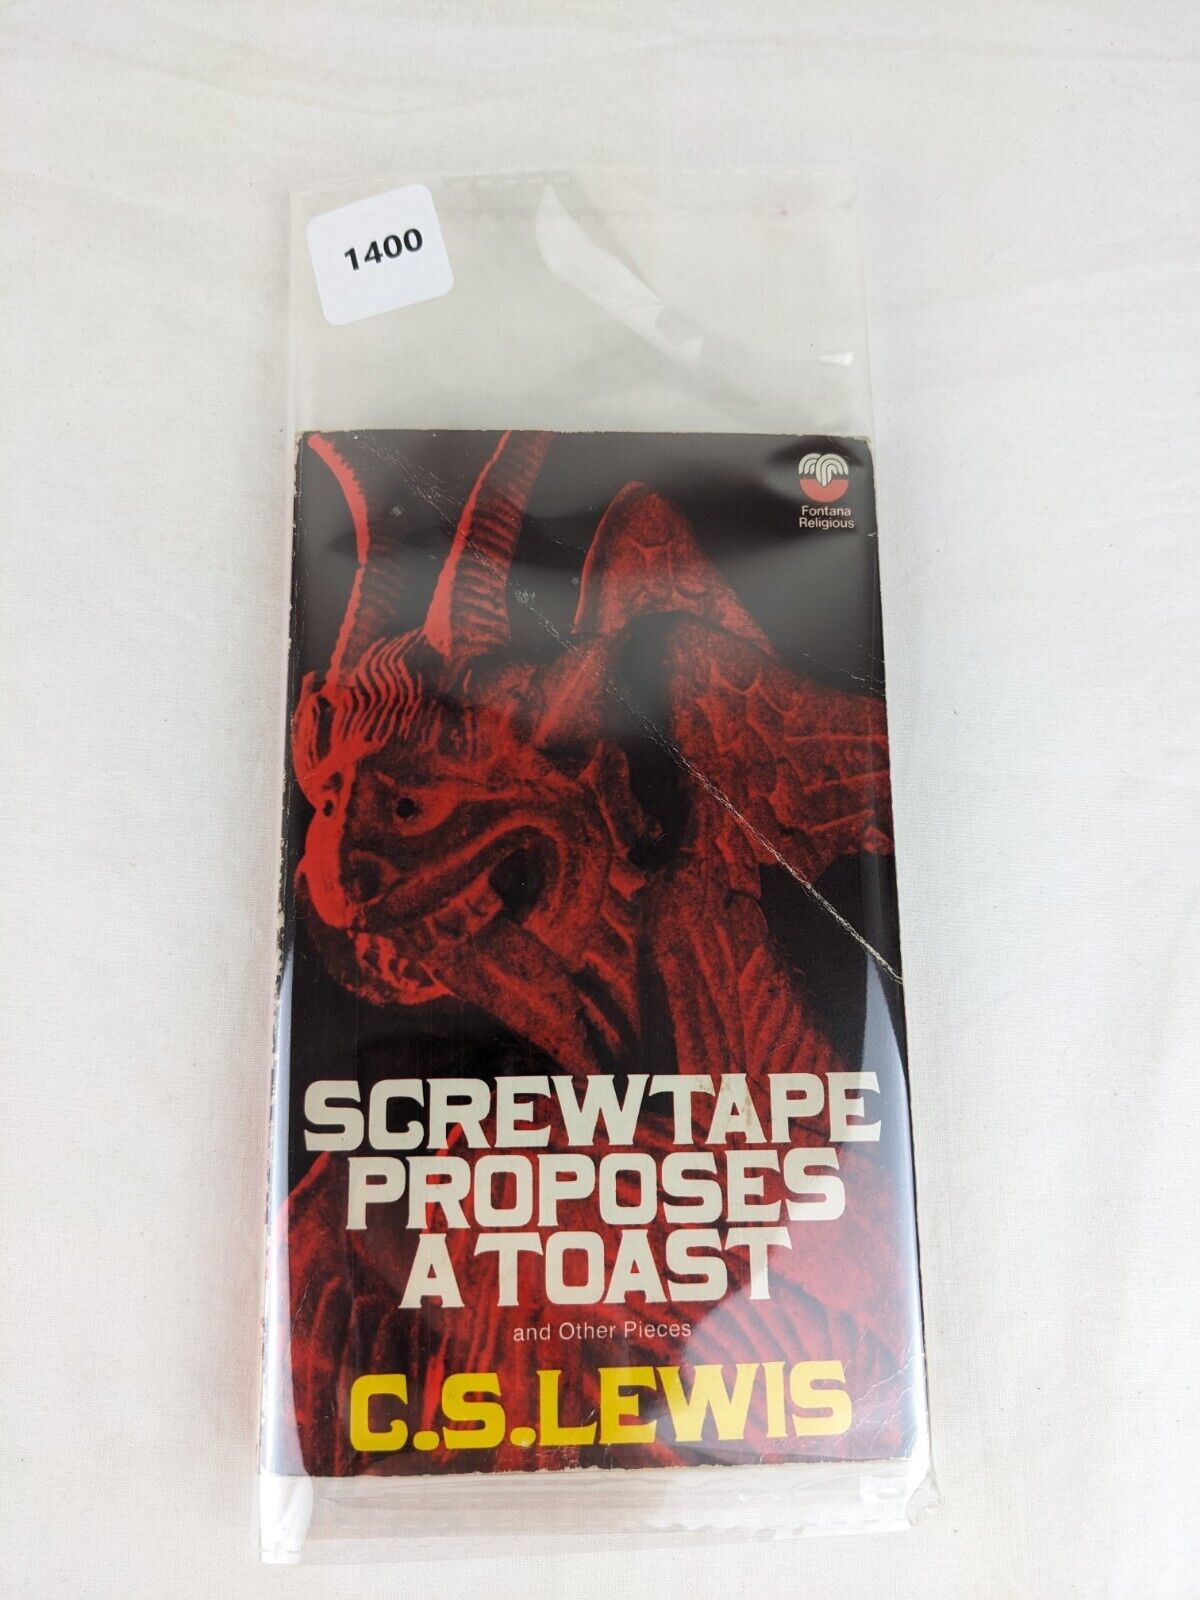 1400
Fontana
Religious
SCREWTAPE
PROPOSES
A TOAST
and Other Pieces
C.S.LEWIS